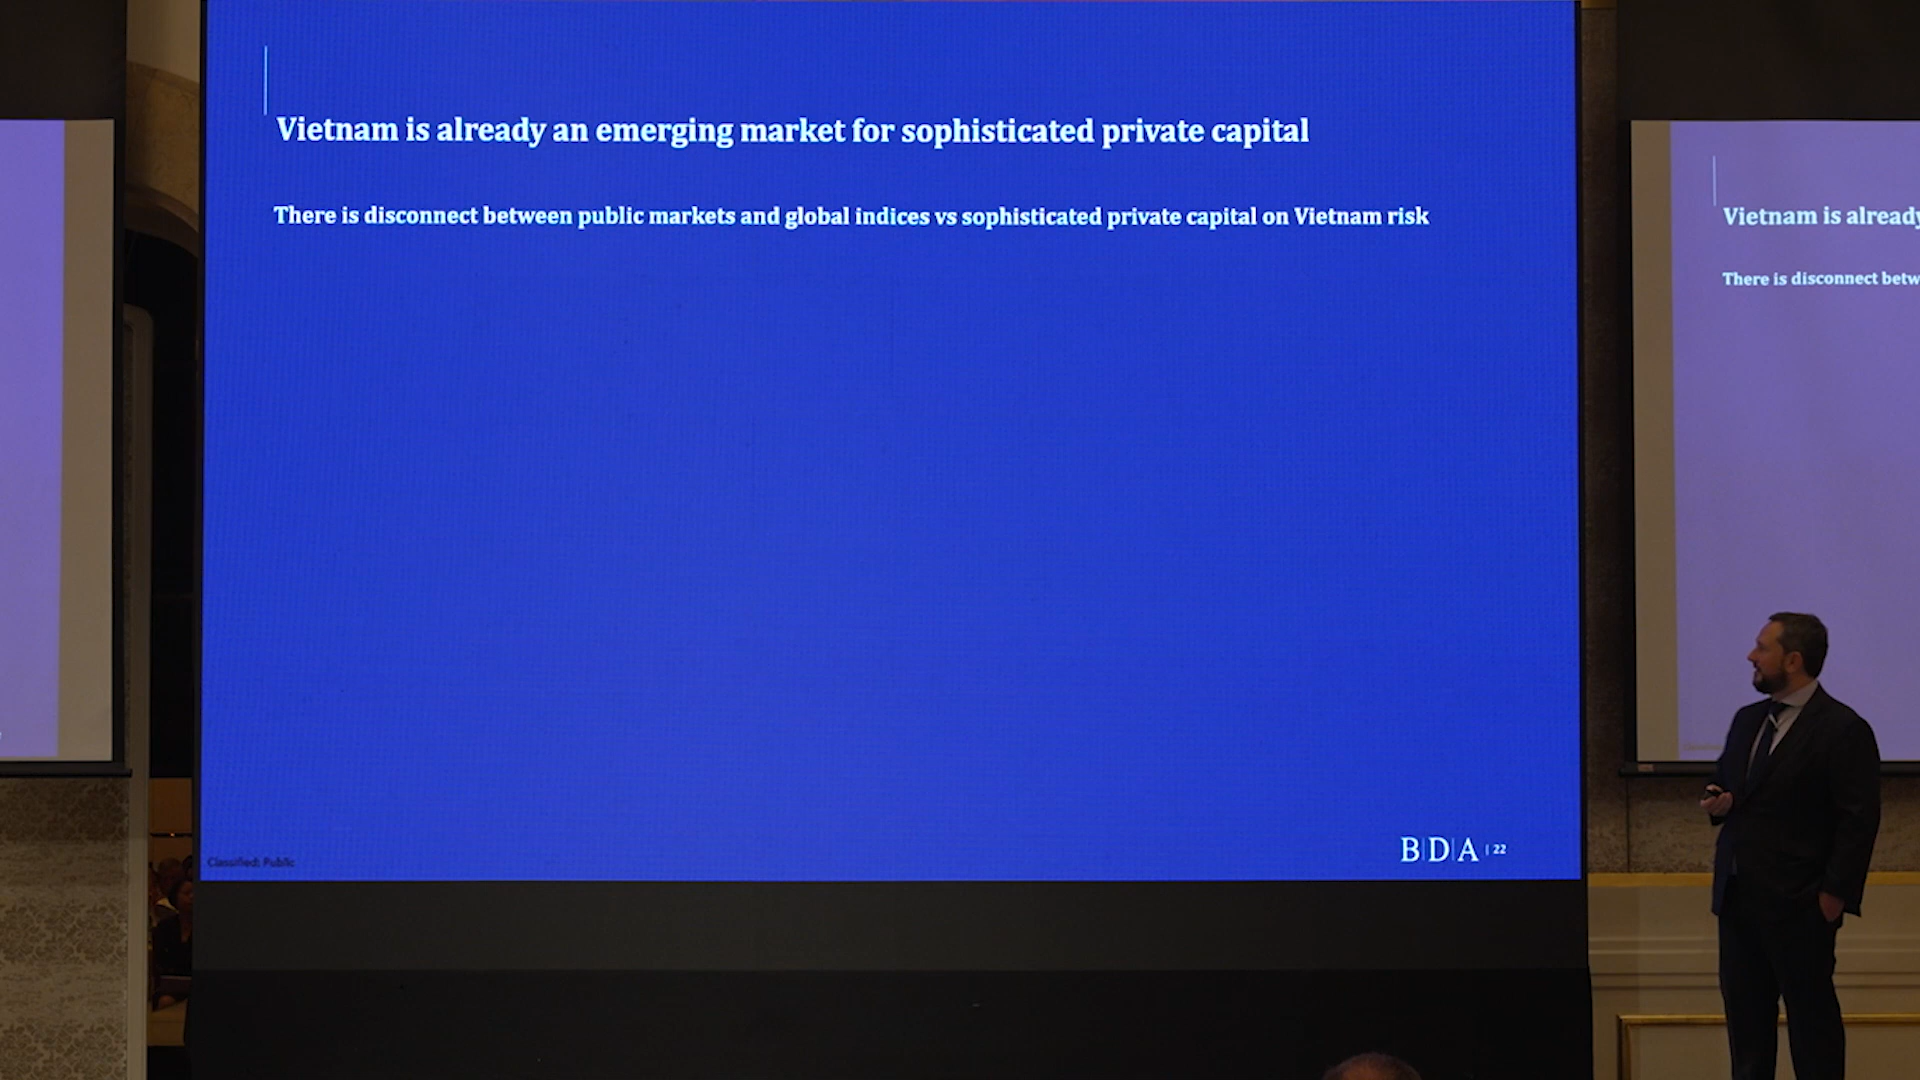 Vietnam is already an emerging market for sophisticated private capital
There is disconnect between public markets and global indices vs sophisticated private capital on Vietnam risk
Classified: Public
B|D|A | 22
Vietnam is already
There is disconnect betw